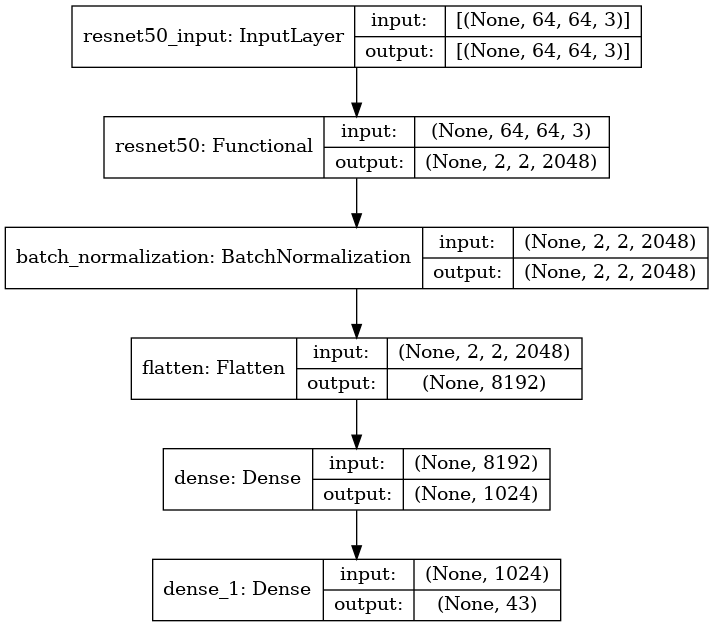 resnet50_input: InputLayer
input:
[(None, 64, 64, 3)]
output:
[(None, 64, 64, 3)]
resnet50: Functional
input:
(None, 64, 64, 3)
output:
(None, 2, 2, 2048)
batch_normalization: BatchNormalization
input:
(None, 2, 2, 2048)
output:
(None, 2, 2, 2048)
flatten: Flatten
input:
(None, 2, 2, 2048)
output:
(None, 8192)
dense: Dense
input:
(None, 8192)
output:
(None, 1024)
dense_1: Dense
input:
(None, 1024)
output:
(None, 43)